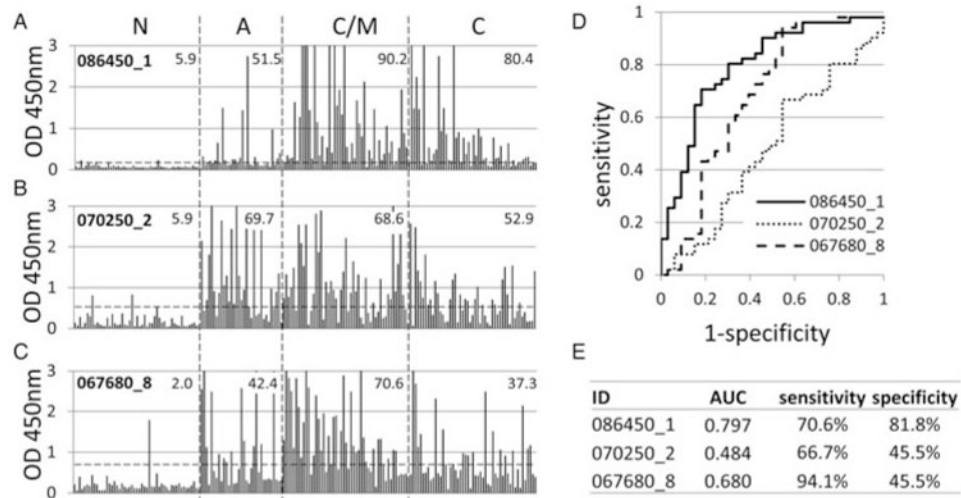 A N A C/M C
3
086450_1 5.9 51.5 90.2 80.4
2
1
0
OD 450nm
B
3
070250_2 5.9 69.7 68.6 52.9
2
1
0
OD 450nm
C
3
067680_8 2.0 42.4 70.6 37.3
2
1
0
OD 450nm
D
1
0.8
0.6
0.4
0.2
0
sensitivity
086450_1
070250_2
067680_8
0 0.2 0.4 0.6 0.8 1
1-specificity
E
ID AUC sensitivity specificity
086450_1 0.797 70.6% 81.8%
070250_2 0.484 66.7% 45.5%
067680_8 0.680 94.1% 45.5%